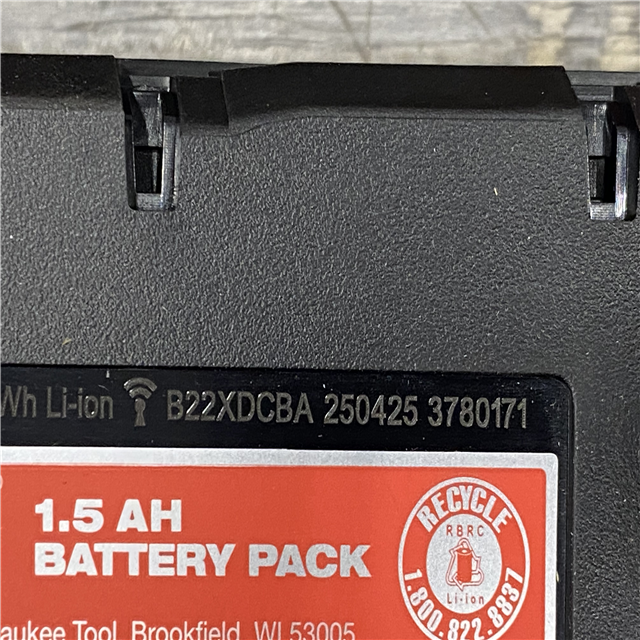 Wh Li-ion B22XDCBA 250425 3780171
1.5 AH
BATTERY PACK
RECYCLE
RBRC
Li-ion
1.800.822.8837
aukee Tool, Brookfield, WI 53005